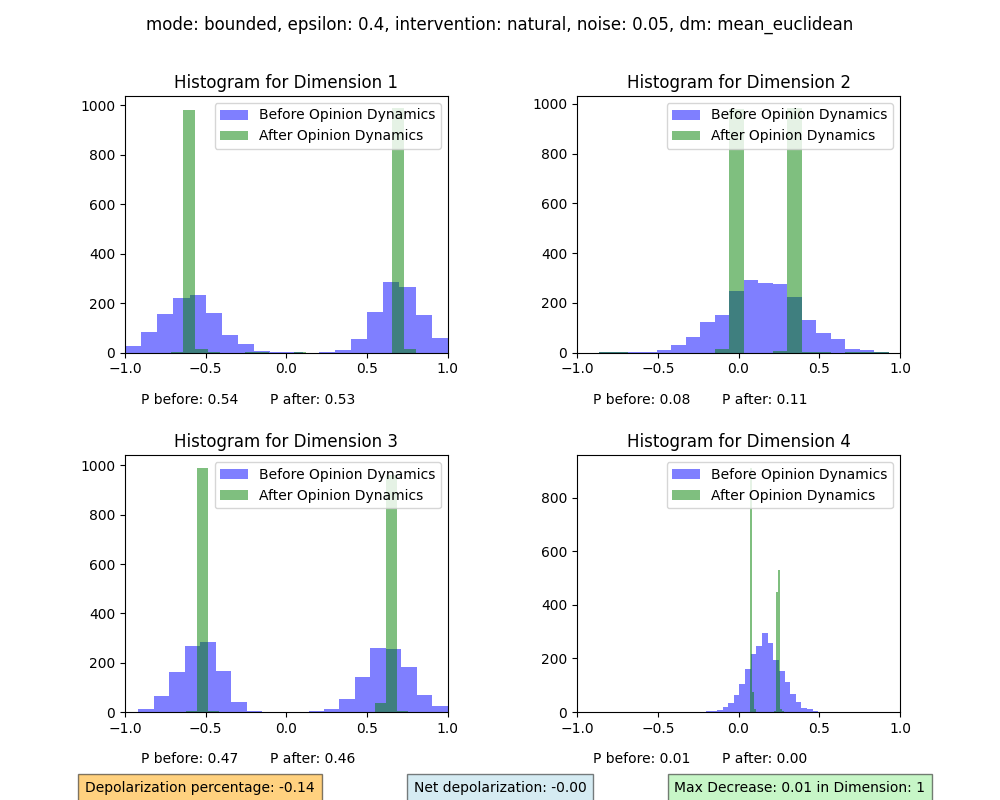 mode: bounded, epsilon: 0.4, intervention: natural, noise: 0.05, dm: mean_euclidean
Histogram for Dimension 1
Before Opinion Dynamics
After Opinion Dynamics
1000
800
600
400
200
0
−1.0 −0.5 0.0 0.5 1.0
P before: 0.54 P after: 0.53
Histogram for Dimension 2
Before Opinion Dynamics
After Opinion Dynamics
1000
800
600
400
200
0
−1.0 −0.5 0.0 0.5 1.0
P before: 0.08 P after: 0.11
Histogram for Dimension 3
Before Opinion Dynamics
After Opinion Dynamics
1000
800
600
400
200
0
−1.0 −0.5 0.0 0.5 1.0
P before: 0.47 P after: 0.46
Histogram for Dimension 4
Before Opinion Dynamics
After Opinion Dynamics
800
600
400
200
0
−1.0 −0.5 0.0 0.5 1.0
P before: 0.01 P after: 0.00
Depolarization percentage: -0.14
Net depolarization: -0.00
Max Decrease: 0.01 in Dimension: 1